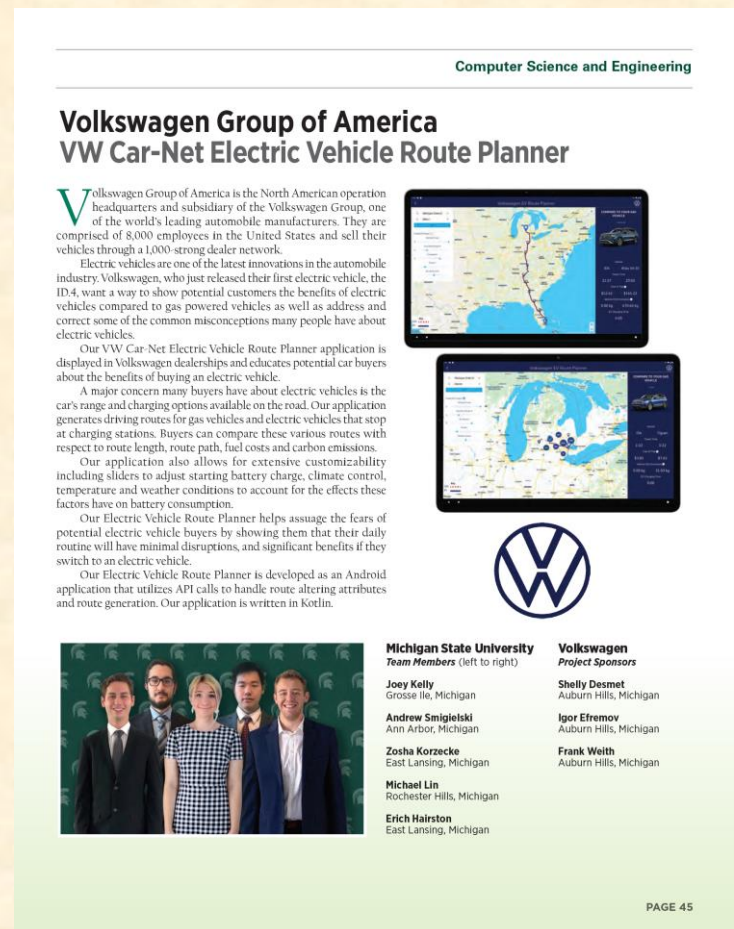 Computer Science and Engineering
Volkswagen Group of America
VW Car-Net Electric Vehicle Route Planner
Volkswagen Group of America is the North American operation
headquarters and subsidiary of the Volkswagen Group, one
of the world's leading automobile manufacturers. They are
comprised of 8,000 employees in the United States and sell their
vehicles through a 1,000-strong dealer network.
Electric vehicles are one of the latest innovations in the automobile
industry. Volkswagen, who just released their first electric vehicle, the
ID.4, want a way to show potential customers the benefits of electric
vehicles compared to gas powered vehicles as well as address and
correct some of the common misconceptions many people have about
electric vehicles.
Our VW Car-Net Electric Vehicle Route Planner application is
displayed in Volkswagen dealerships and educates potential car buyers
about the benefits of buying an electric vehicle.
A major concern many buyers have about electric vehicles is the
car's range and charging options available on the road. Our application
generates driving routes for gas vehicles and electric vehicles that stop
at charging stations. Buyers can compare these various routes with
respect to route length, route path, fuel costs and carbon emissions.
Our application also allows for extensive customizability
including sliders to adjust starting battery charge, climate control,
temperature and weather conditions to account for the effects these
factors have on battery consumption.
Our Electric Vehicle Route Planner helps assuage the fears of
potential electric vehicle buyers by showing them that their daily
routine will have minimal disruptions, and significant benefits if they
switch to an electric vehicle.
Our Electric Vehicle Route Planner is developed as an Android
application that utilizes API calls to handle route altering attributes
and route generation. Our application is written in Kotlin.
Volkswagen EV Route Planner
COMPARED TO YOUR GAS
VEHICLE
Volkswagen EV Route Planner
COMPARED TO YOUR GAS
VEHICLE
Michigan State University
Team Members (left to right)
Joey Kelly
Grosse Ile, Michigan
Andrew Smigielski
Ann Arbor, Michigan
Zosha Korzecke
East Lansing, Michigan
Michael Lin
Rochester Hills, Michigan
Erich Hairston
East Lansing, Michigan
Volkswagen
Project Sponsors
Shelly Desmet
Auburn Hills, Michigan
Igor Efremov
Auburn Hills, Michigan
Frank Weith
Auburn Hills, Michigan
PAGE 45